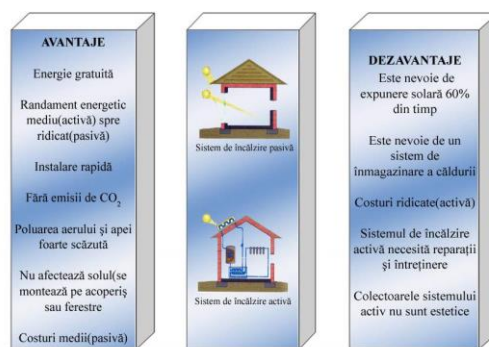 AVANTAJE
Energie gratuită
Randament energetic
mediu(activă) spre
ridicat(pasivă)
Instalare rapidă
Fără emisii de CO₂
Poluarea aerului și apei
foarte scăzută
Nu afectează solul(se
montează pe acoperiș
sau ferestre
Costuri medii(pasivă)
Sistem de încălzire pasivă
Sistem de încălzire activă
DEZAVANTAJE
Este nevoie de
expunere solară 60%
din timp
Este nevoie de un
sistem de
înmagazinare a căldurii
Costuri ridicate(activă)
Sistemul de încălzire
activă necesită reparații
și întreținere
Colectoarele sistemului
activ nu sunt estetice